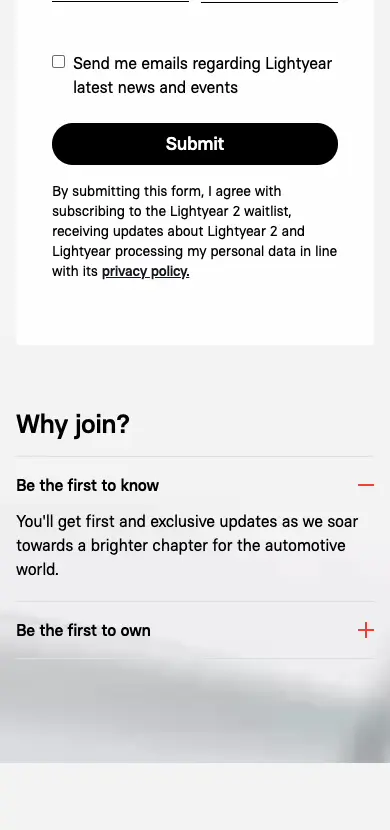 Send me emails regarding Lightyear
latest news and events
Submit
By submitting this form, I agree with
subscribing to the Lightyear 2 waitlist,
receiving updates about Lightyear 2 and
Lightyear processing my personal data in line
with its privacy policy.
Why join?
Be the first to know
You'll get first and exclusive updates as we soar
towards a brighter chapter for the automotive
world.
Be the first to own